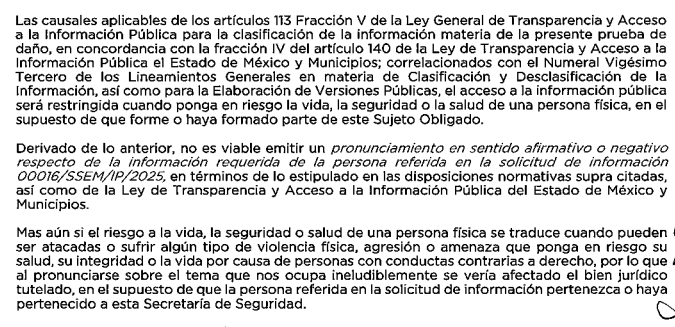 Las causales aplicables de los artículos 113 Fracción V de la Ley General de Transparencia y Acceso
a la Información Pública para la clasificación de la información materia de la presente prueba de
daño, en concordancia con la fracción IV del artículo 140 de la Ley de Transparencia y Acceso a la
Información Pública el Estado de México y Municipios; correlacionados con el Numeral Vigésimo
Tercero de los Lineamientos Generales en materia de Clasificación y Desclasificación de la
Información, así como para la Elaboración de Versiones Públicas, el acceso a la información pública
será restringida cuando ponga en riesgo la vida, la seguridad o la salud de una persona física, en el
supuesto de que forme o haya formado parte de este Sujeto Obligado.
Derivado de lo anterior, no es viable emitir un pronunciamiento en sentido afirmativo o negativo
respecto de la información requerida de la persona referida en la solicitud de información
00016/SSEM/IP/2025, en términos de lo estipulado en las disposiciones normativas supra citadas,
así como de la Ley de Transparencia y Acceso a la Información Pública del Estado de México y
Municipios.
Mas aún si el riesgo a la vida, la seguridad o salud de una persona física se traduce cuando pueden
ser atacadas o sufrir algún tipo de violencia física, agresión o amenaza que ponga en riesgo su
salud, su integridad o la vida por causa de personas con conductas contrarias a derecho, por lo que
al pronunciarse sobre el tema que nos ocupa ineludiblemente se vería afectado el bien jurídico
tutelado, en el supuesto de que la persona referida en la solicitud de información pertenezca o haya
pertenecido a esta Secretaría de Seguridad.